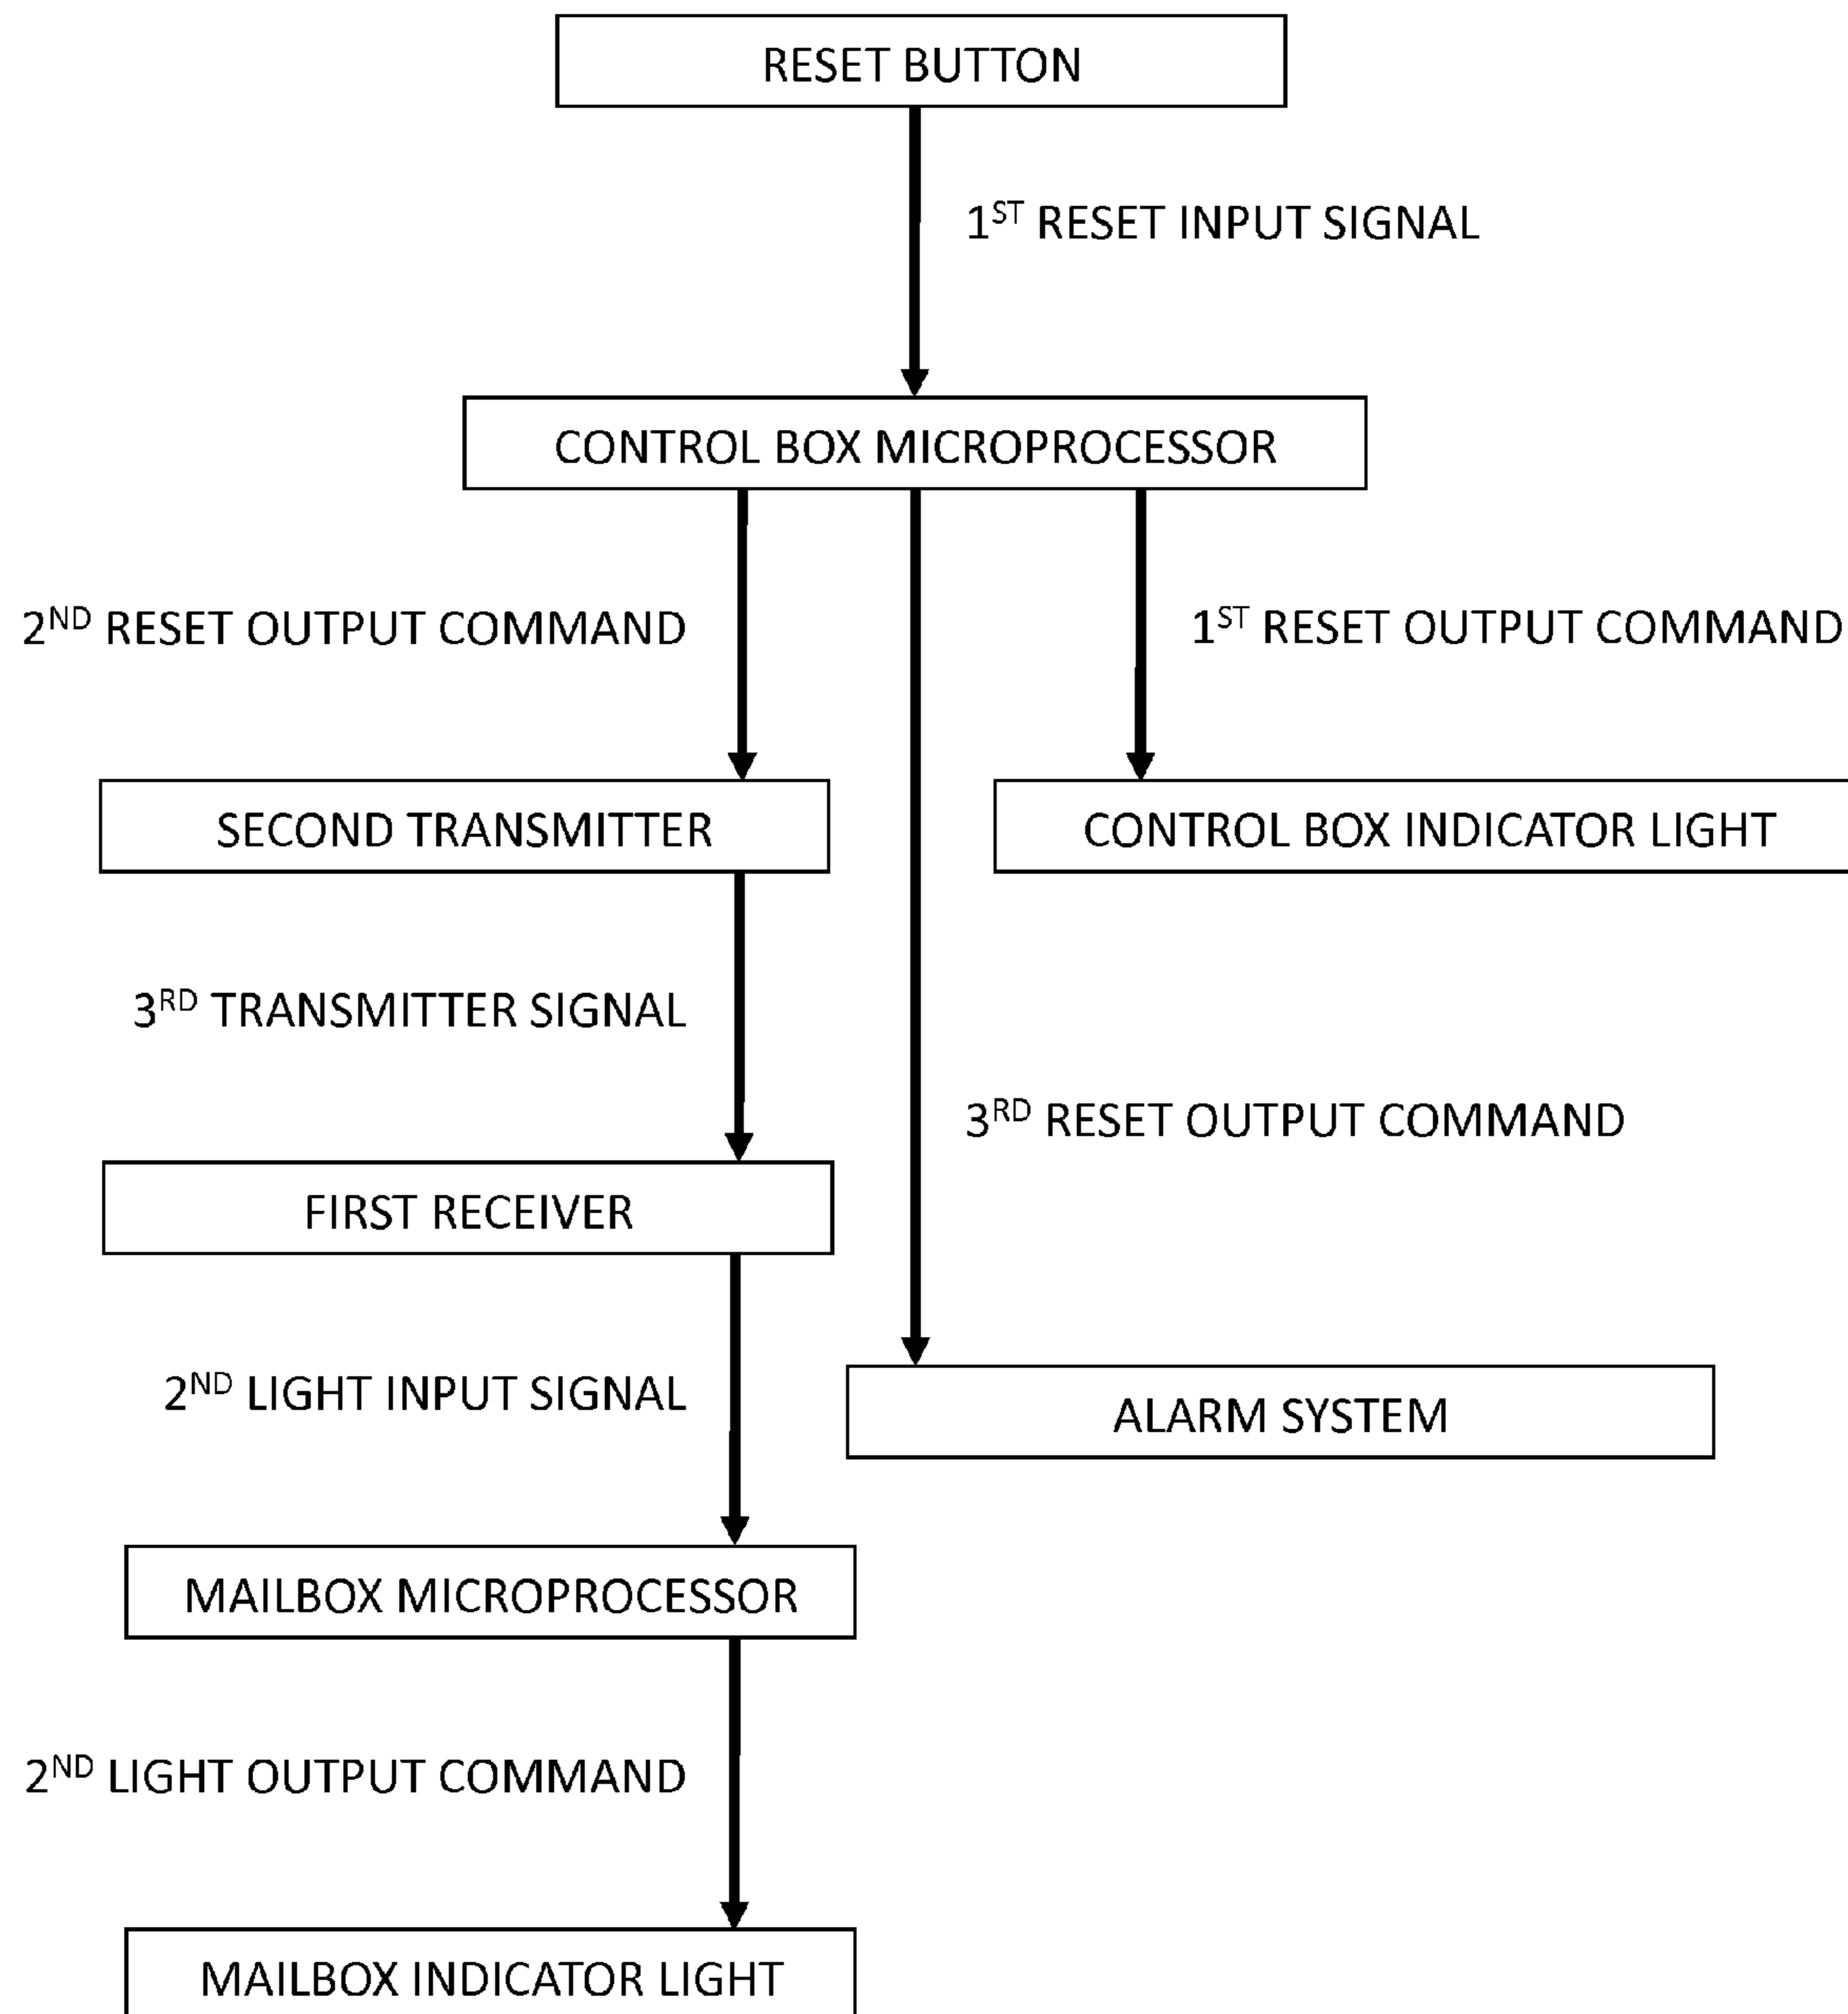 RESET BUTTON
1ST RESET INPUT SIGNAL
CONTROL BOX MICROPROCESSOR
2ND RESET OUTPUT COMMAND
1ST RESET OUTPUT COMMAND
SECOND TRANSMITTER
CONTROL BOX INDICATOR LIGHT
3RD TRANSMITTER SIGNAL
3RD RESET OUTPUT COMMAND
FIRST RECEIVER
2ND LIGHT INPUT SIGNAL
ALARM SYSTEM
MAILBOX MICROPROCESSOR
2ND LIGHT OUTPUT COMMAND
MAILBOX INDICATOR LIGHT